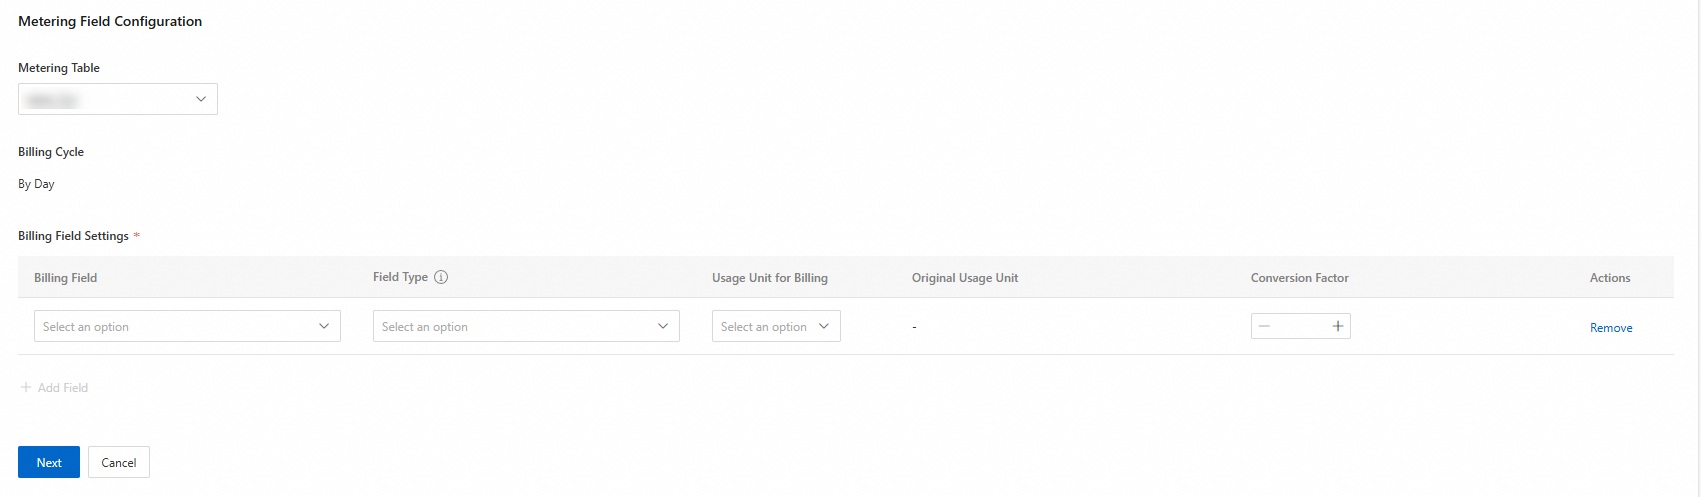 Metering Field Configuration
Metering Table
Billing Cycle
By Day
Billing Field Settings *
Billing Field Field Type Usage Unit for Billing Original Usage Unit Conversion Factor Actions
Select an option Select an option Select an option - Remove
+ Add Field
Next Cancel